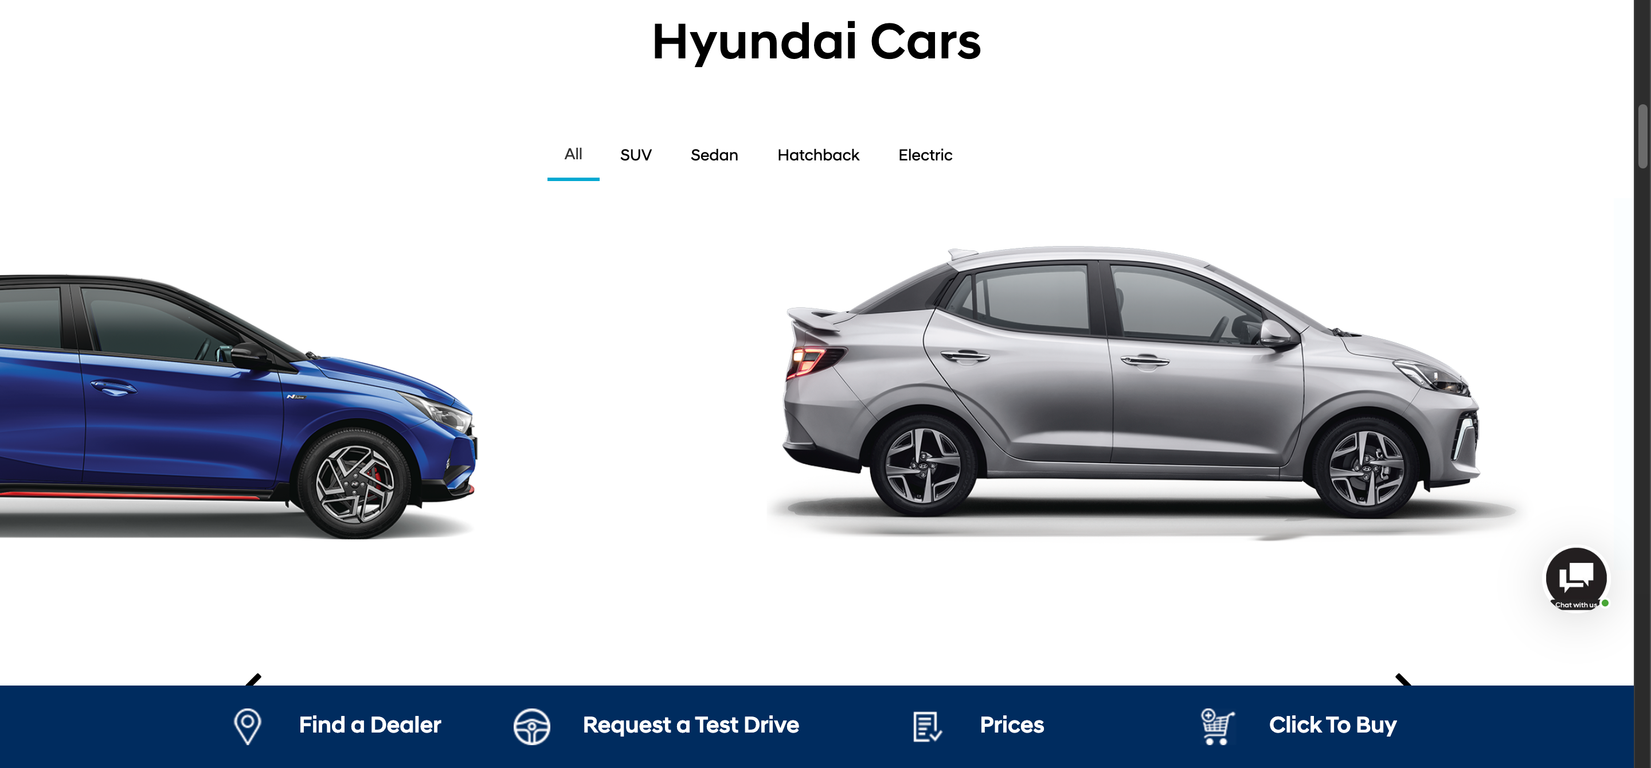 Hyundai Cars
All SUV Sedan Hatchback Electric
N Line
Chat with us
Find a Dealer Request a Test Drive Prices Click To Buy